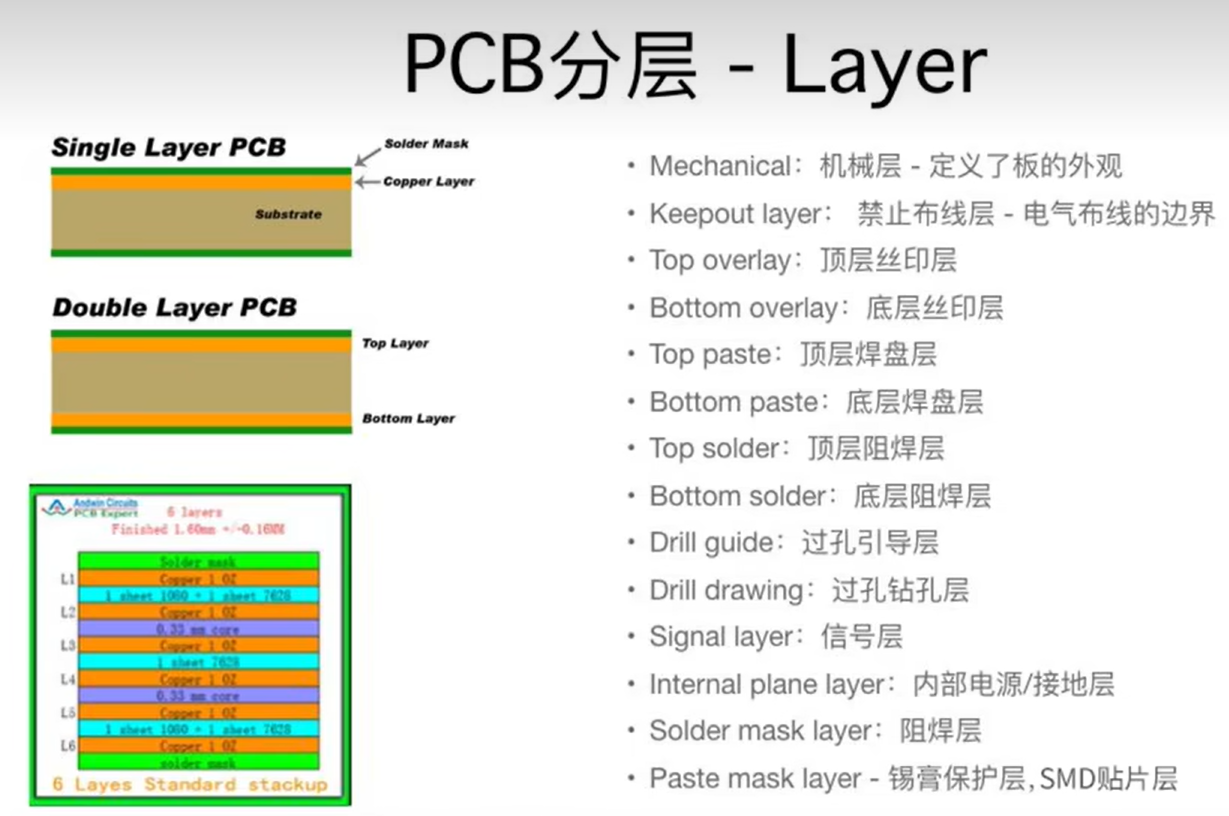 PCB分层 - Layer
Single Layer PCB
Solder Mask
Copper Layer
Substrate
Double Layer PCB
Top Layer
Bottom Layer
Andwin Circuits
PCB Expert
6 layers
Finished 1.60mm +/-0.16MM
Solder mask
L1 Copper 1 OZ
1 sheet 1080 + 1 sheet 7628
L2 Copper 1 OZ
0.33 mm core
L3 Copper 1 OZ
1 sheet 7628
L4 Copper 1 OZ
0.33 mm core
L5 Copper 1 OZ
1 sheet 1080 + 1 sheet 7628
L6 Copper 1 OZ
solder mask
6 Layes Standard stackup
• Mechanical：机械层 - 定义了板的外观
• Keepout layer： 禁止布线层 - 电气布线的边界
• Top overlay：顶层丝印层
• Bottom overlay：底层丝印层
• Top paste：顶层焊盘层
• Bottom paste：底层焊盘层
• Top solder：顶层阻焊层
• Bottom solder：底层阻焊层
• Drill guide：过孔引导层
• Drill drawing：过孔钻孔层
• Signal layer：信号层
• Internal plane layer：内部电源/接地层
• Solder mask layer：阻焊层
• Paste mask layer - 锡膏保护层,SMD贴片层